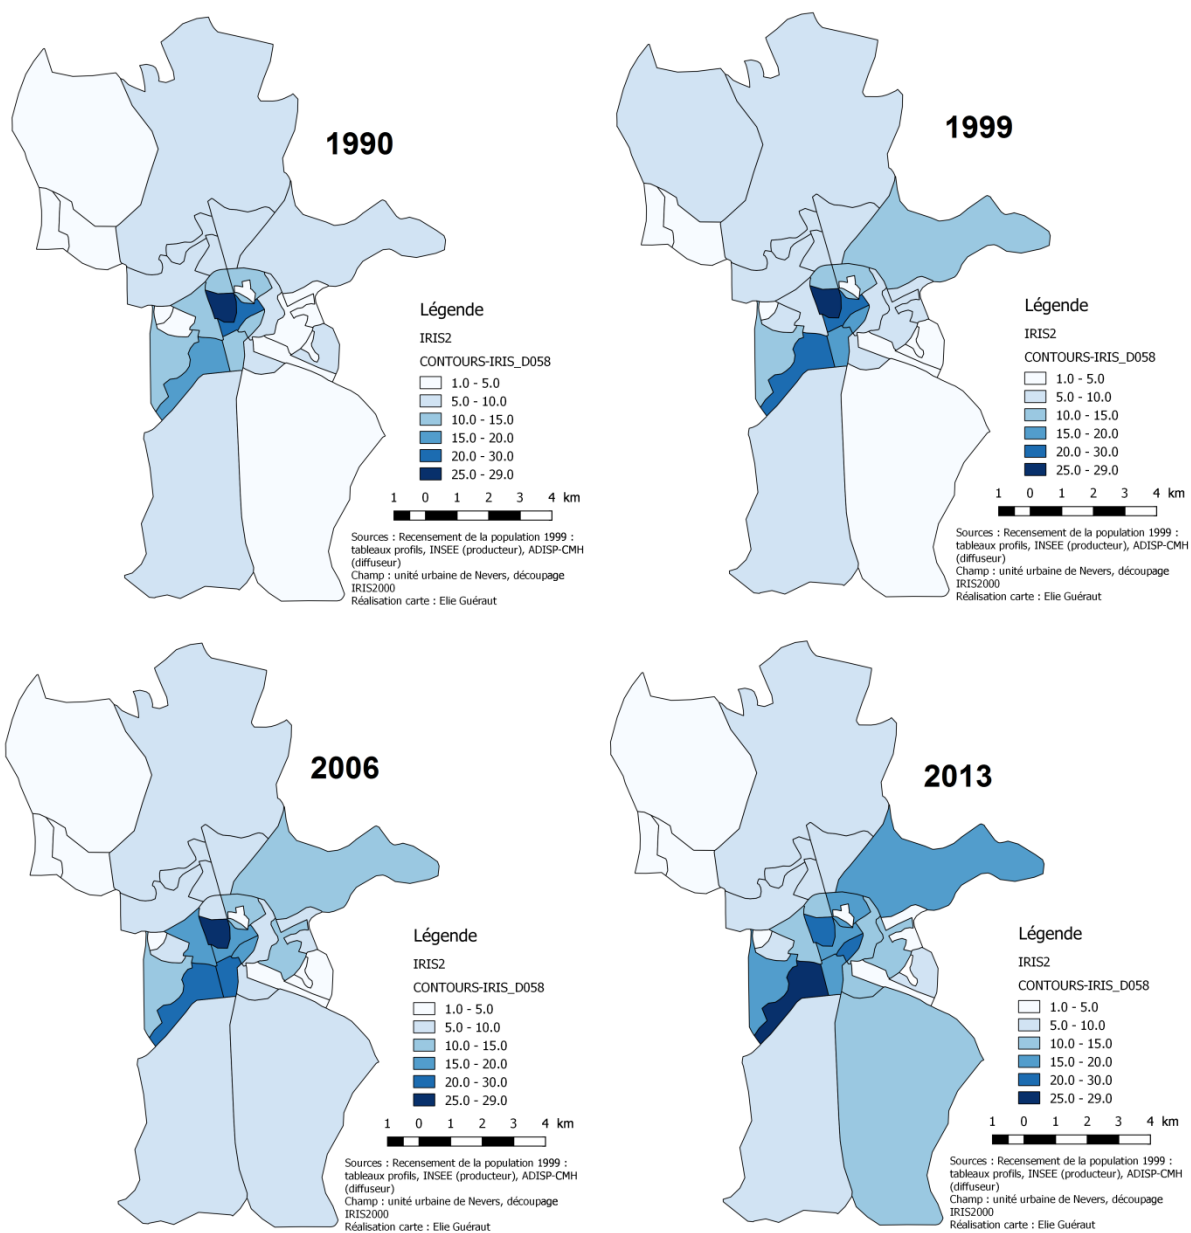 1990
Légende
IRIS2
CONTOURS-IRIS_D058
1.0 - 5.0
5.0 - 10.0
10.0 - 15.0
15.0 - 20.0
20.0 - 30.0
25.0 - 29.0
1 0 1 2 3 4 km
Sources : Recensement de la population 1999 :
tableaux profils, INSEE (producteur), ADISP-CMH
(diffuseur)
Champ : unité urbaine de Nevers, découpage
IRIS2000
Réalisation carte : Elie Guéraut
1999
Légende
IRIS2
CONTOURS-IRIS_D058
1.0 - 5.0
5.0 - 10.0
10.0 - 15.0
15.0 - 20.0
20.0 - 30.0
25.0 - 29.0
1 0 1 2 3 4 km
Sources : Recensement de la population 1999 :
tableaux profils, INSEE (producteur), ADISP-CMH
(diffuseur)
Champ : unité urbaine de Nevers, découpage
IRIS2000
Réalisation carte : Elie Guéraut
2006
Légende
IRIS2
CONTOURS-IRIS_D058
1.0 - 5.0
5.0 - 10.0
10.0 - 15.0
15.0 - 20.0
20.0 - 30.0
25.0 - 29.0
1 0 1 2 3 4 km
Sources : Recensement de la population 1999 :
tableaux profils, INSEE (producteur), ADISP-CMH
(diffuseur)
Champ : unité urbaine de Nevers, découpage
IRIS2000
Réalisation carte : Elie Guéraut
2013
Légende
IRIS2
CONTOURS-IRIS_D058
1.0 - 5.0
5.0 - 10.0
10.0 - 15.0
15.0 - 20.0
20.0 - 30.0
25.0 - 29.0
1 0 1 2 3 4 km
Sources : Recensement de la population 1999 :
tableaux profils, INSEE (producteur), ADISP-CMH
(diffuseur)
Champ : unité urbaine de Nevers, découpage
IRIS2000
Réalisation carte : Elie Guéraut